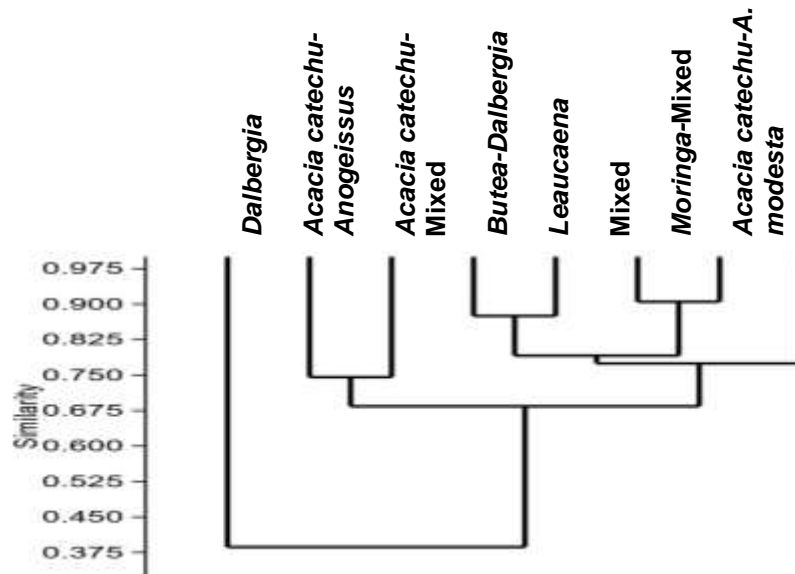 Dalbergia
Acacia catechu-
Anogeissus
Acacia catechu-
Mixed
Butea-Dalbergia
Leaucaena
Mixed
Moringa-Mixed
Acacia catechu-A.
modesta
Similarity
0.975
0.900
0.825
0.750
0.675
0.600
0.525
0.450
0.375